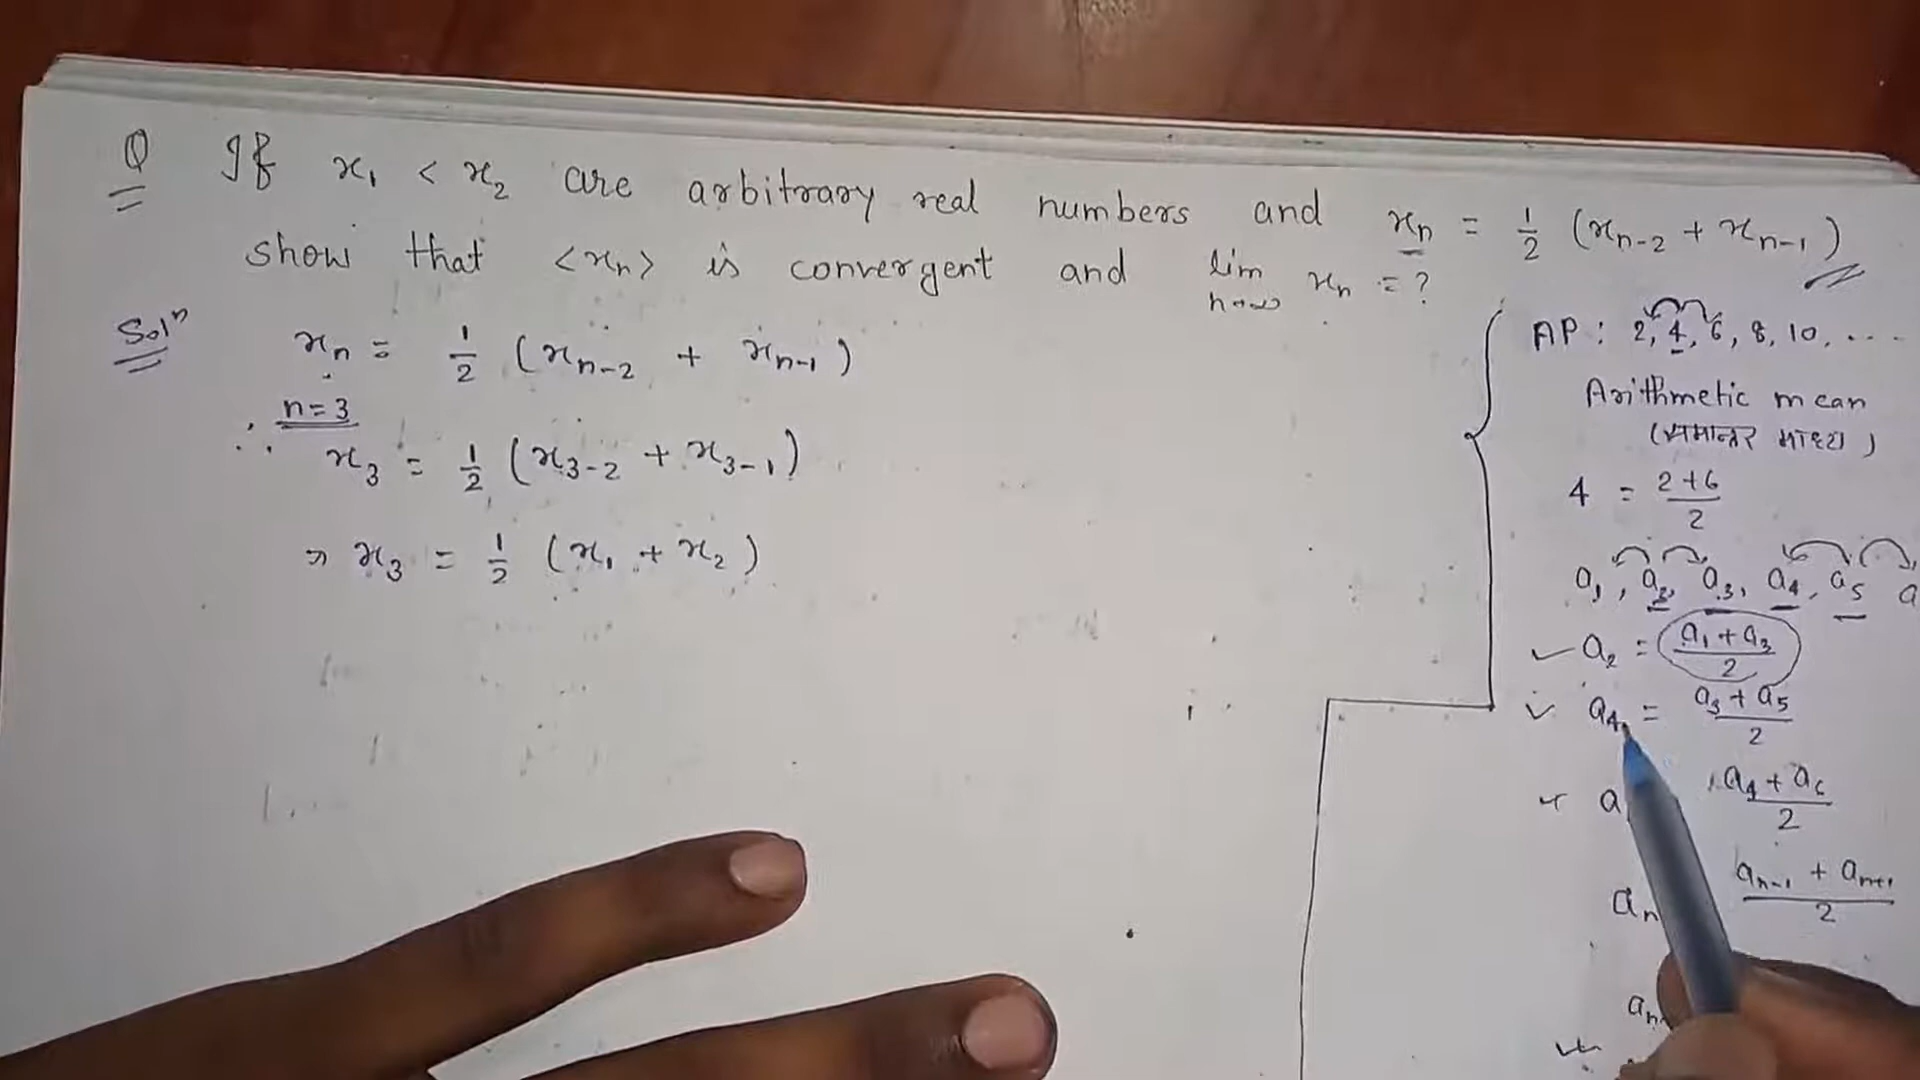 Q If x₁ < x₂ are arbitrary real numbers and xₙ = 1/2 (xₙ₋₂ + xₙ₋₁)
show that <xₙ> is convergent and lim n→∞ xₙ = ?
Solⁿ xₙ = 1/2 (xₙ₋₂ + xₙ₋₁)
∴ n=3
x₃ = 1/2 (x₃₋₂ + x₃₋₁)
⇒ x₃ = 1/2 (x₁ + x₂)
AP : 2, 4, 6, 8, 10, ....
Arithmetic mean
(समान्तर माध्य)
4 = (2+6)/2
a₁, a₂, a₃, a₄, a₅ a
✓ a₂ = (a₁ + a₃)/2
✓ a₄ = (a₃ + a₅)/2
✓ a (a₄ + a₆)/2
aₙ (aₙ₋₁ + aₙ₊₁)/2
aₙ